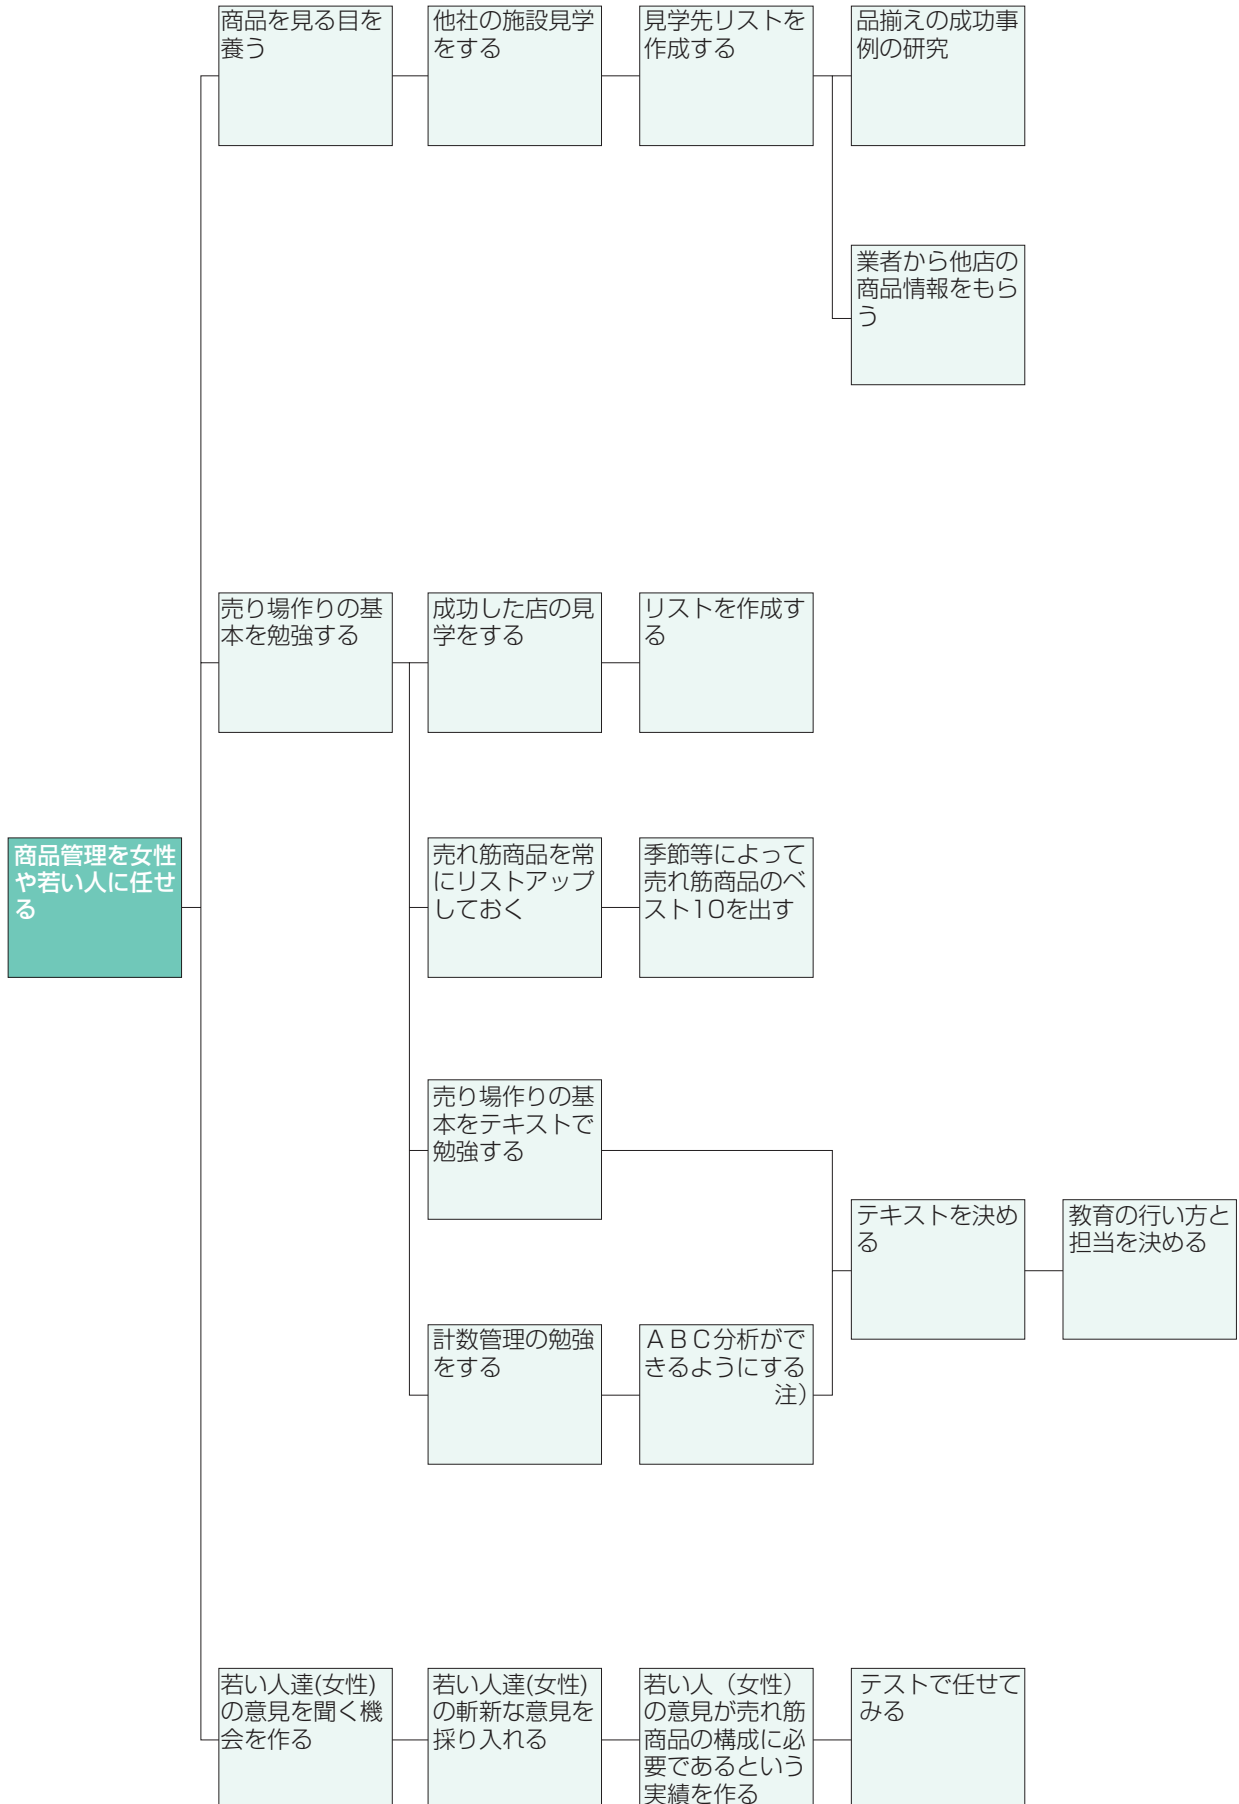 商品を見る目を
養う
他社の施設見学
をする
見学先リストを
作成する
品揃えの成功事
例の研究
業者から他店の
商品情報をもら
う
売り場作りの基
本を勉強する
成功した店の見
学をする
リストを作成す
る
商品管理を女性
や若い人に任せ
る
売れ筋商品を常
にリストアップ
しておく
季節等によって
売れ筋商品のベ
スト10を出す
売り場作りの基
本をテキストで
勉強する
テキストを決め
る
教育の行い方と
担当を決める
計数管理の勉強
をする
ＡＢＣ分析がで
きるようにする
注）
若い人達(女性)
の意見を聞く機
会を作る
若い人達(女性)
の斬新な意見を
採り入れる
若い人（女性）
の意見が売れ筋
商品の構成に必
要であるという
実績を作る
テストで任せて
みる